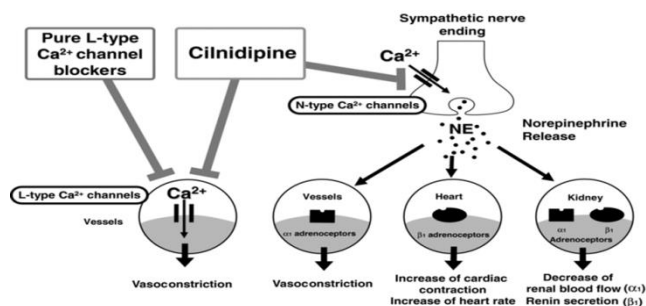 Pure L-type
Ca²⁺ channel
blockers
Cilnidipine
Sympathetic nerve
ending
Ca²⁺
N-type Ca²⁺ channels
NE
Norepinephrine
Release
L-type Ca²⁺ channels
Ca²⁺
Vessels
Vessels
α1 adrenoceptors
Heart
β1 adrenoceptors
Kidney
α1
β1
Adrenoceptors
Vasoconstriction
Vasoconstriction
Increase of cardiac
contraction
Increase of heart rate
Decrease of
renal blood flow (α1)
Renin secretion (β1)